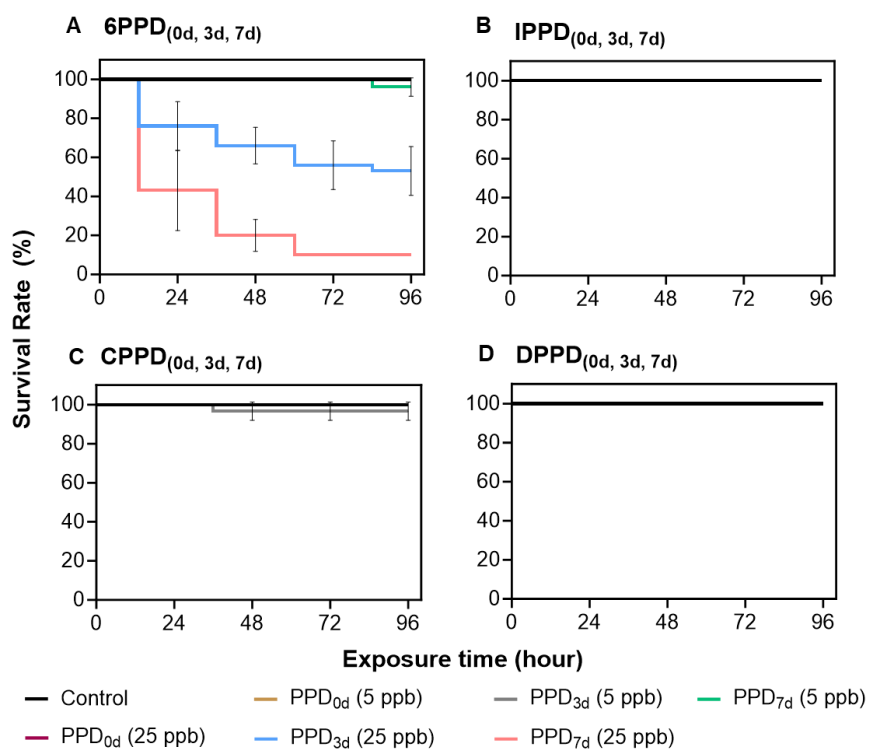 A 6PPD(0d, 3d, 7d)
B IPPD(0d, 3d, 7d)
100
80
60
40
20
0
0 24 48 72 96
100
80
60
40
20
0
0 24 48 72 96
Survival Rate (%)
C CPPD(0d, 3d, 7d)
D DPPD(0d, 3d, 7d)
100
80
60
40
20
0
0 24 48 72 96
100
80
60
40
20
0
0 24 48 72 96
Exposure time (hour)
Control
PPD0d (5 ppb)
PPD3d (5 ppb)
PPD7d (5 ppb)
PPD0d (25 ppb)
PPD3d (25 ppb)
PPD7d (25 ppb)